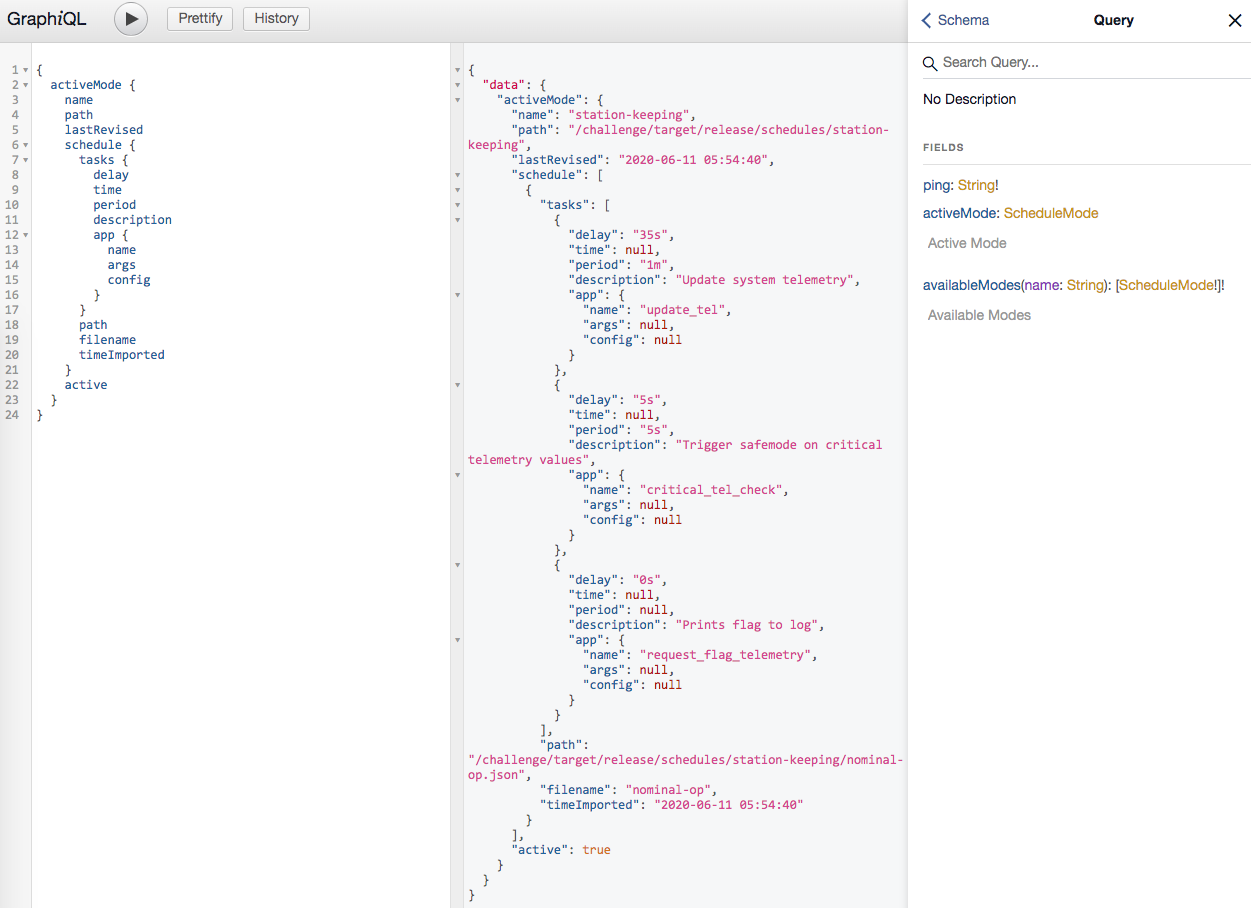 GraphiQL Prettify History
1 {
2 activeMode {
3 name
4 path
5 lastRevised
6 schedule {
7 tasks {
8 delay
9 time
10 period
11 description
12 app {
13 name
14 args
15 config
16 }
17 }
18 path
19 filename
20 timeImported
21 }
22 active
23 }
24 }
{
"data": {
"activeMode": {
"name": "station-keeping",
"path": "/challenge/target/release/schedules/station-
keeping",
"lastRevised": "2020-06-11 05:54:40",
"schedule": [
{
"tasks": [
{
"delay": "35s",
"time": null,
"period": "1m",
"description": "Update system telemetry",
"app": {
"name": "update_tel",
"args": null,
"config": null
}
},
{
"delay": "5s",
"time": null,
"period": "5s",
"description": "Trigger safemode on critical
telemetry values",
"app": {
"name": "critical_tel_check",
"args": null,
"config": null
}
},
{
"delay": "0s",
"time": null,
"period": null,
"description": "Prints flag to log",
"app": {
"name": "request_flag_telemetry",
"args": null,
"config": null
}
}
],
"path":
"/challenge/target/release/schedules/station-keeping/nominal-
op.json",
"filename": "nominal-op",
"timeImported": "2020-06-11 05:54:40"
}
],
"active": true
}
}
}
Schema Query
Search Query...
No Description
FIELDS
ping: String!
activeMode: ScheduleMode
Active Mode
availableModes(name: String): [ScheduleMode!]!
Available Modes